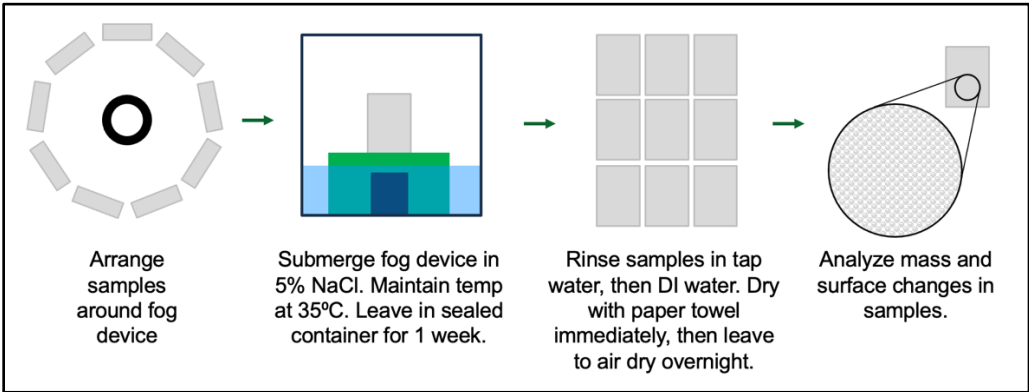 Arrange
samples
around fog
device
Submerge fog device in
5% NaCl. Maintain temp
at 35ºC. Leave in sealed
container for 1 week.
Rinse samples in tap
water, then DI water. Dry
with paper towel
immediately, then leave
to air dry overnight.
Analyze mass and
surface changes in
samples.